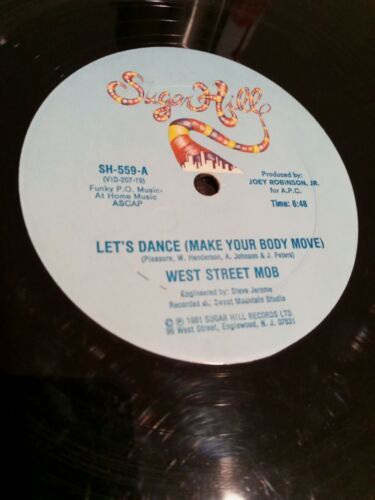 Sugar Hill
SH-559-A
(VID-207-19)
Funky P.O. Music-
At Home Music
ASCAP
Produced by:
JOEY ROBINSON, JR.
for A.P.C.
Time: 6:48
LET'S DANCE (MAKE YOUR BODY MOVE)
(Pleasure, W. Henderson, A. Johnson & J. Peters)
WEST STREET MOB
Engineered by: Steve Jerome
Recorded at: Sweet Mountain Studio
© ℗ 1981 SUGAR HILL RECORDS LTD.
96 West Street, Englewood, N. J. 07631